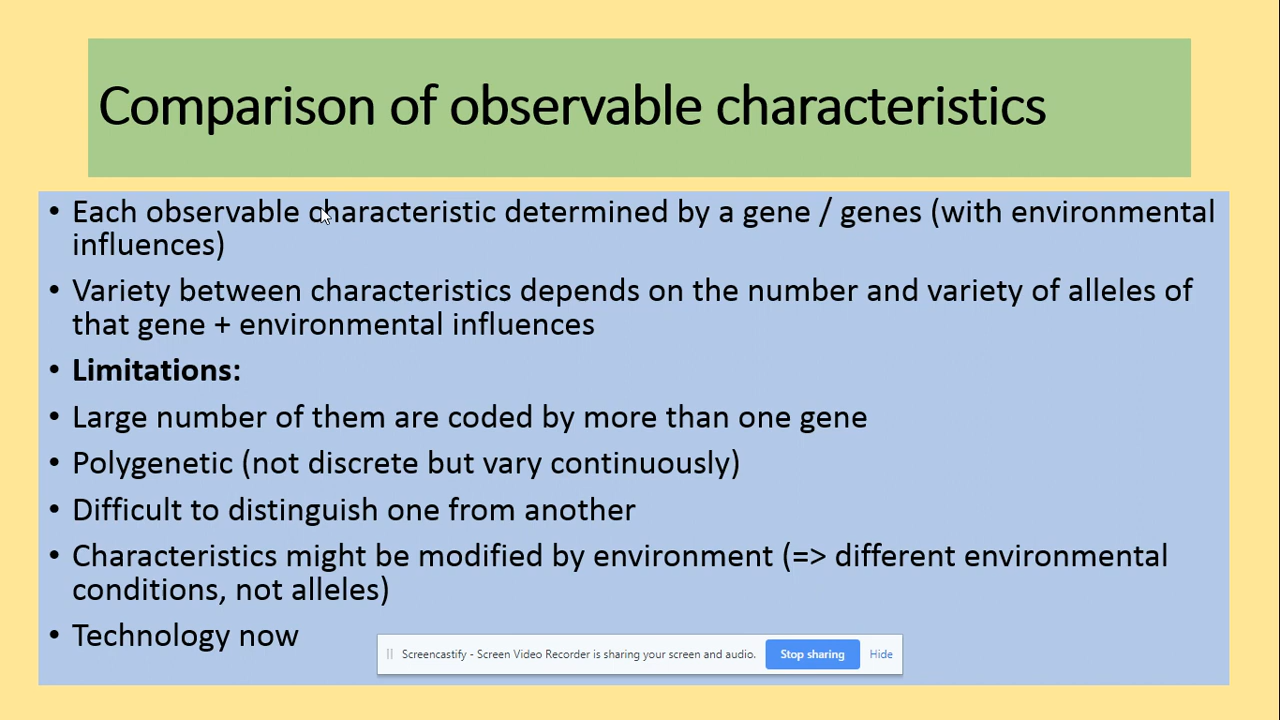 Comparison of observable characteristics
• Each observable characteristic determined by a gene / genes (with environmental
influences)
• Variety between characteristics depends on the number and variety of alleles of
that gene + environmental influences
• Limitations:
• Large number of them are coded by more than one gene
• Polygenetic (not discrete but vary continuously)
• Difficult to distinguish one from another
• Characteristics might be modified by environment (=> different environmental
conditions, not alleles)
• Technology now
Screencastify - Screen Video Recorder is sharing your screen and audio. Stop sharing Hide